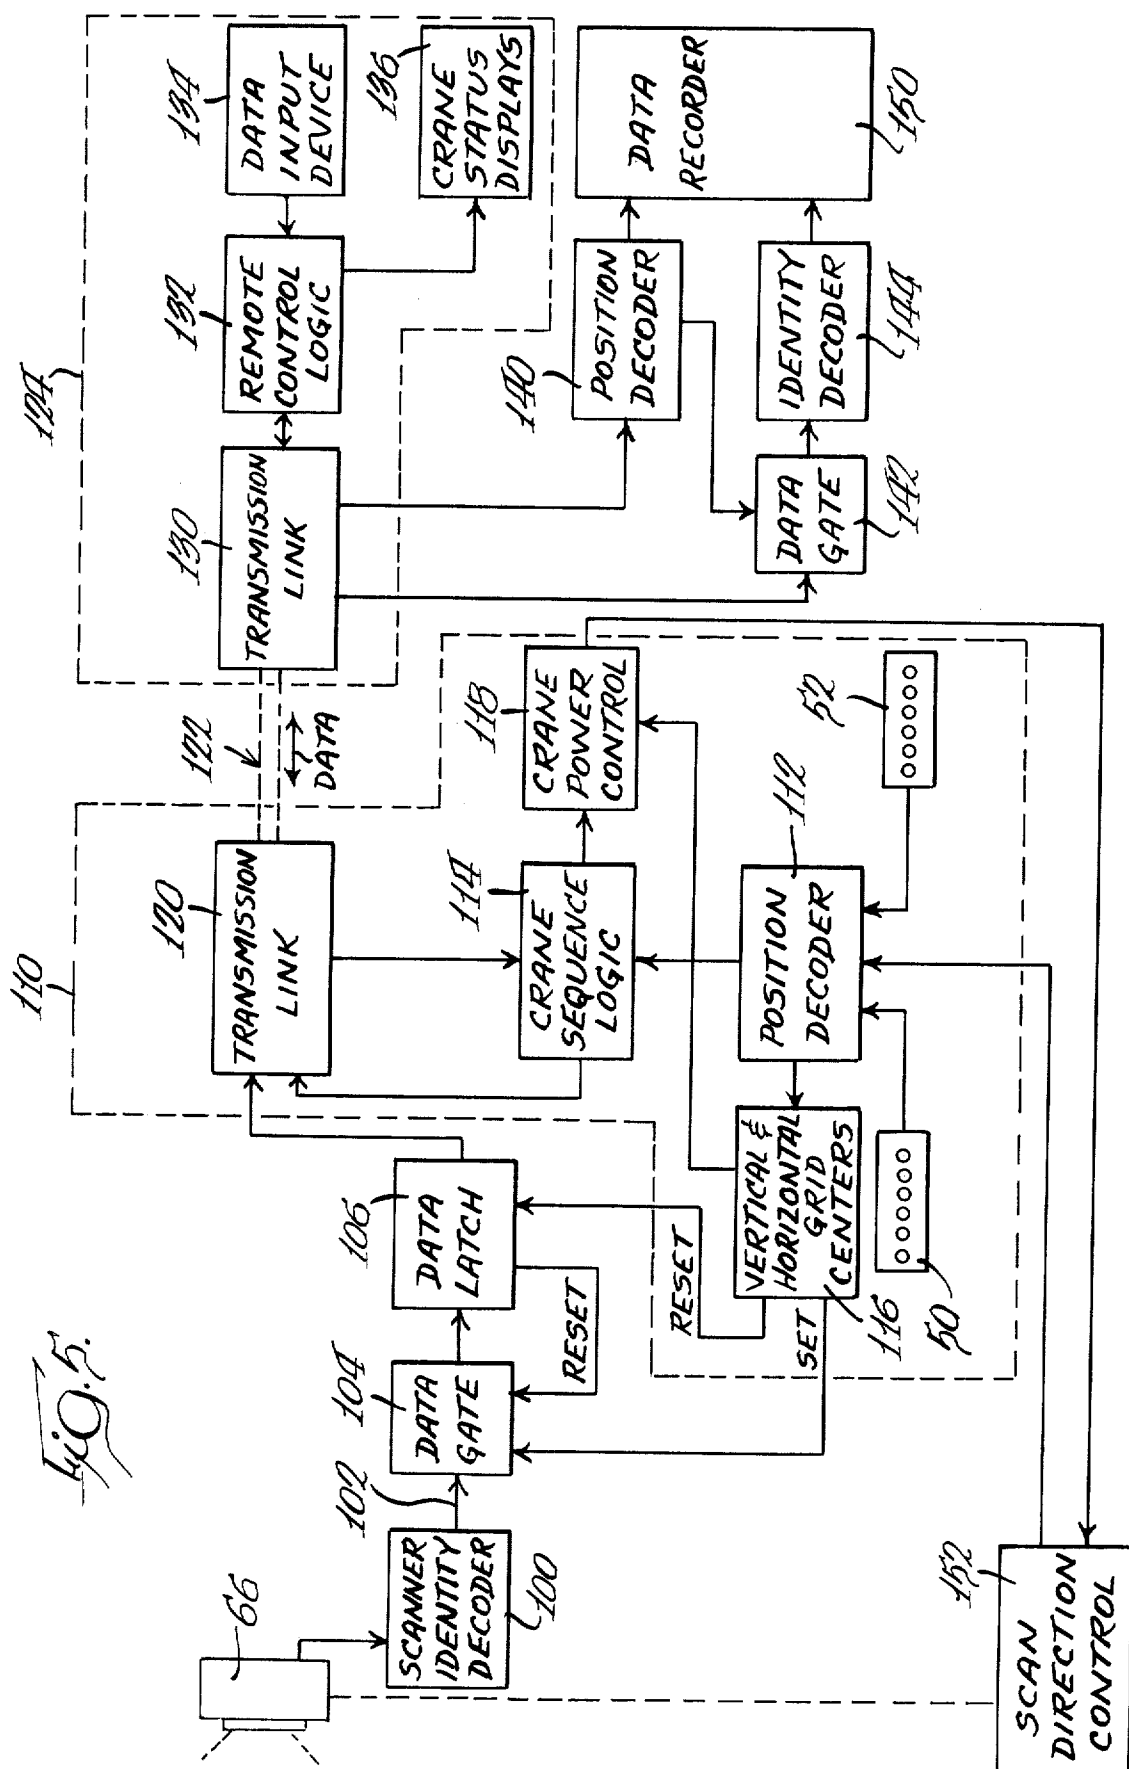 Fig. 5.
66
SCANNER
IDENTITY
DECODER
100
102
DATA
GATE
104
RESET
DATA
LATCH
106
RESET
SET
110
TRANSMISSION
LINK
120
122
DATA
CRANE
SEQUENCE
LOGIC
114
CRANE
POWER
CONTROL
118
VERTICAL &
HORIZONTAL
GRID
CENTERS
116
POSITION
DECODER
112
50
52
SCAN
DIRECTION
CONTROL
152
124
TRANSMISSION
LINK
130
REMOTE
CONTROL
LOGIC
132
DATA
INPUT
DEVICE
134
CRANE
STATUS
DISPLAYS
136
POSITION
DECODER
140
DATA
GATE
142
IDENTITY
DECODER
144
DATA
RECORDER
150